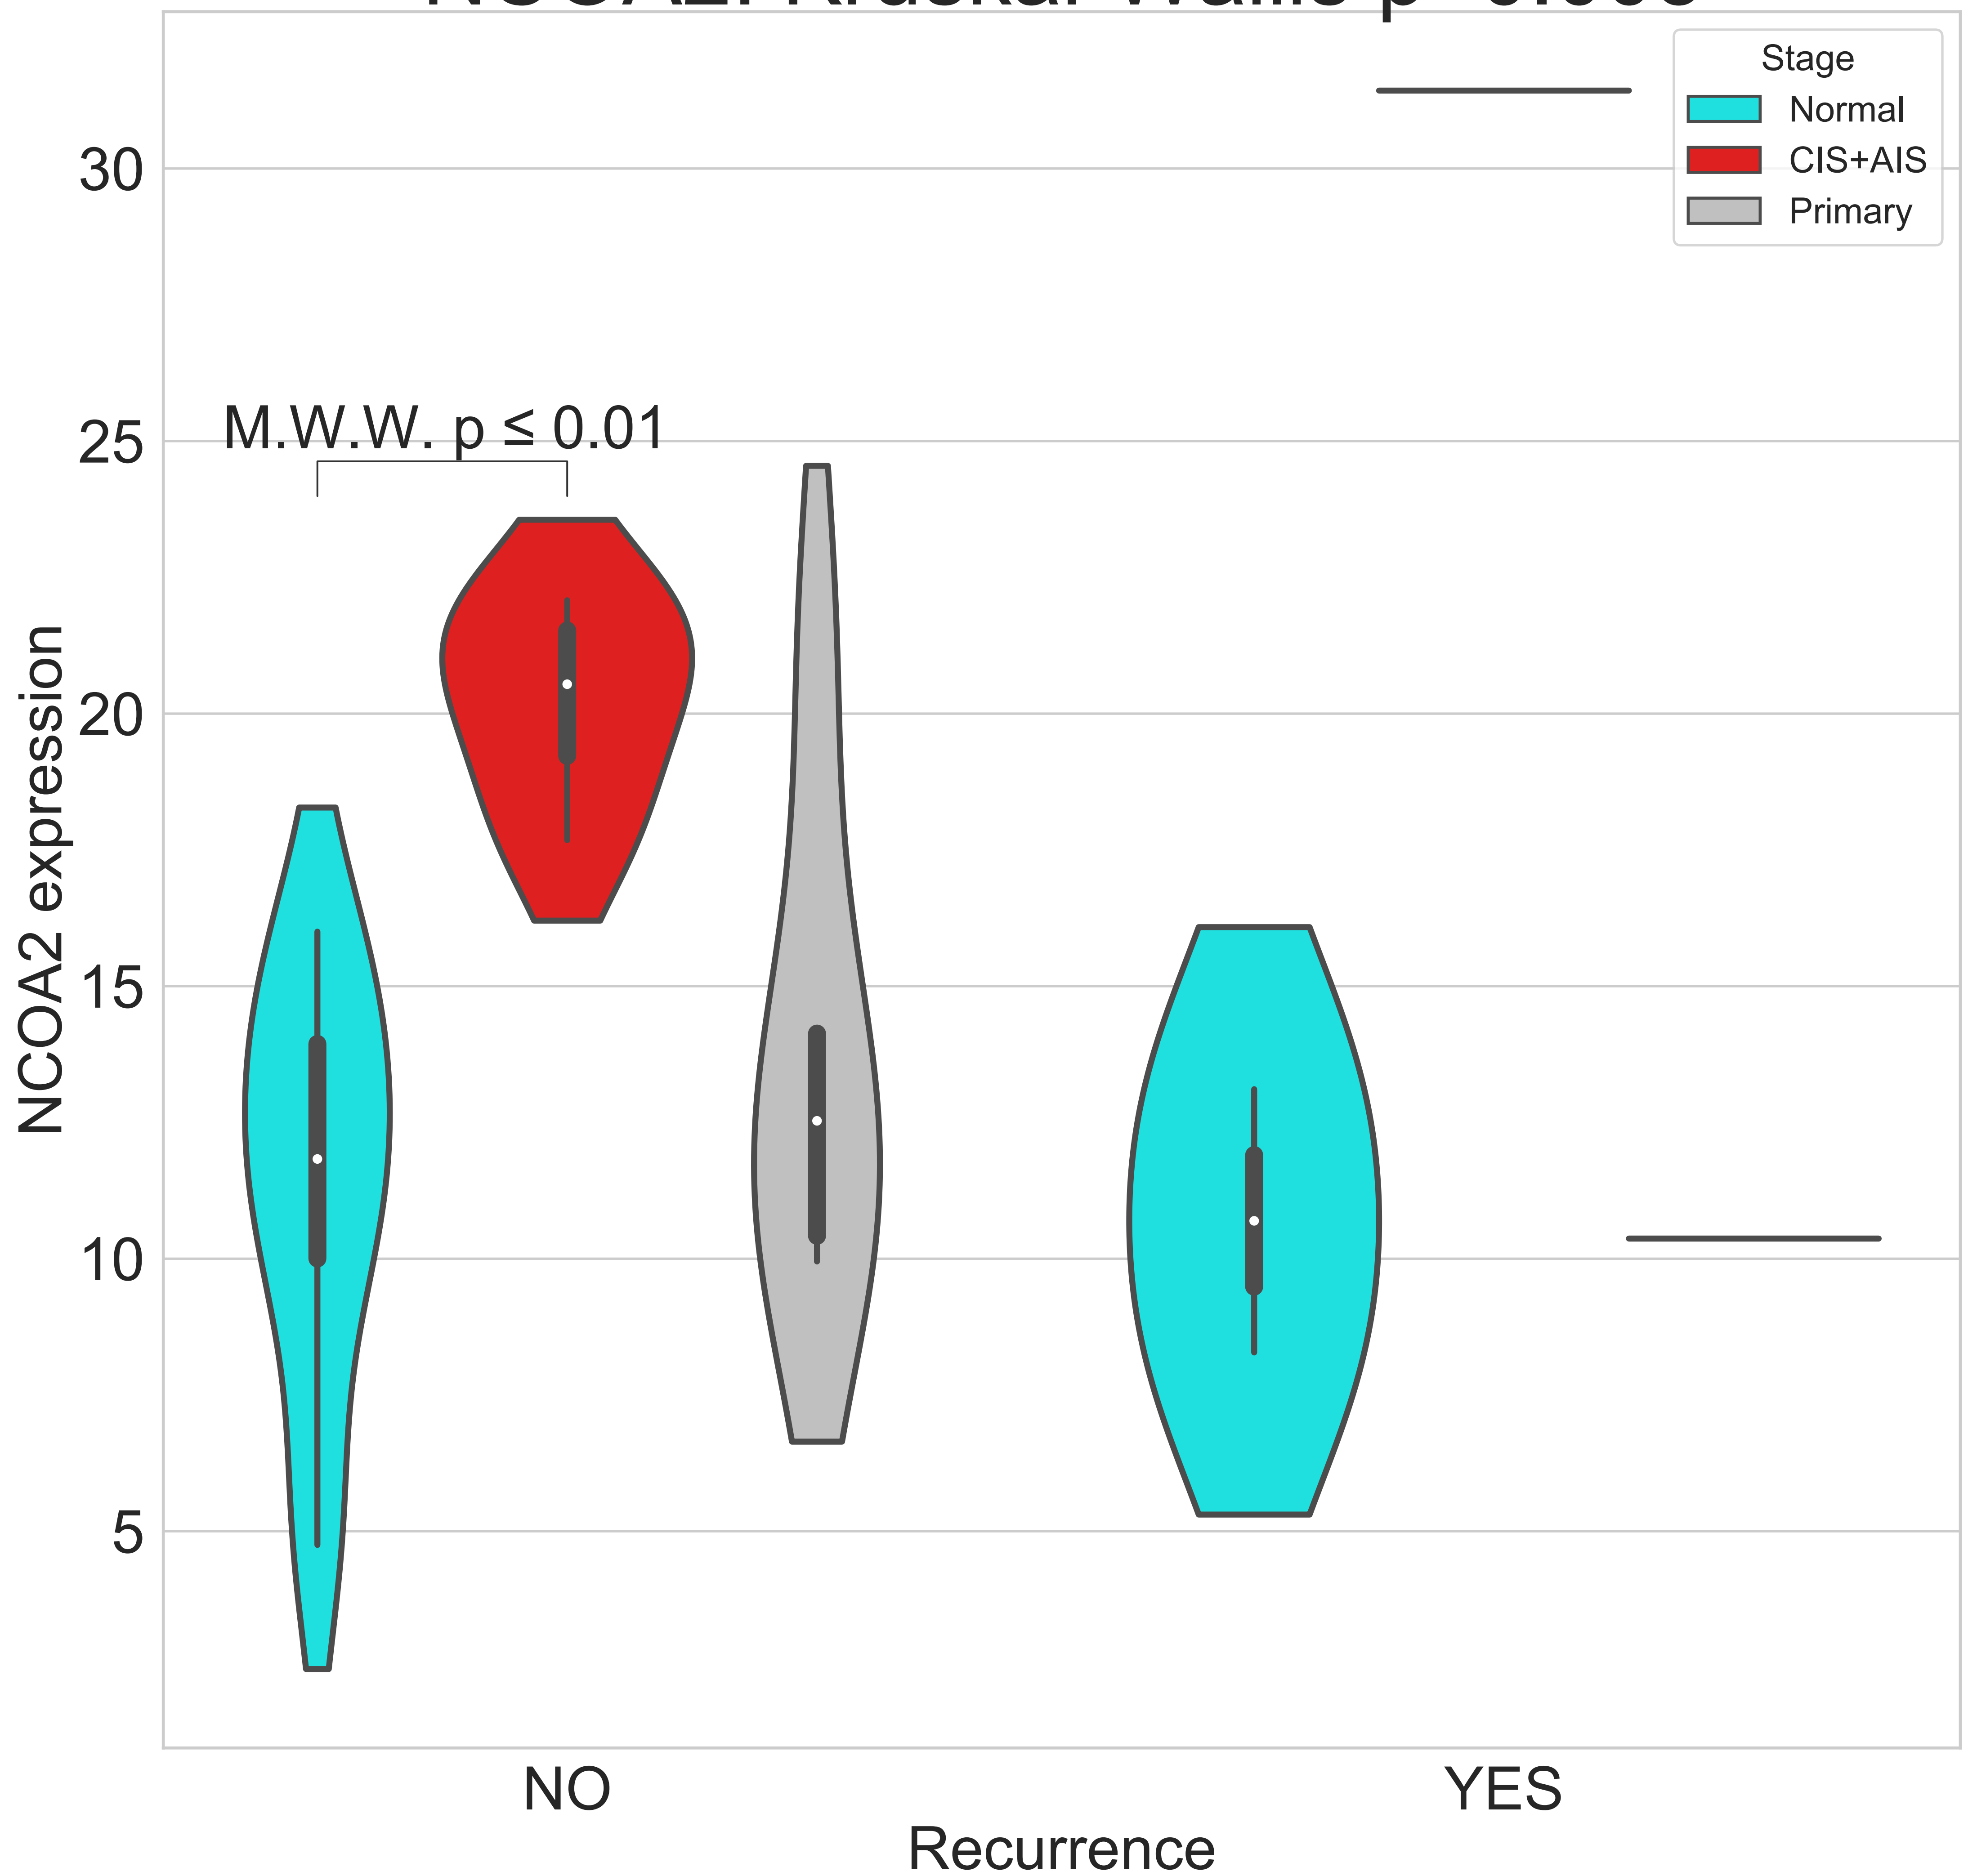 Stage
Normal
CIS+AIS
Primary
30
25
20
15
10
5
M.W.W. p ≤ 0.01
NCOA2 expression
NO
YES
Recurrence